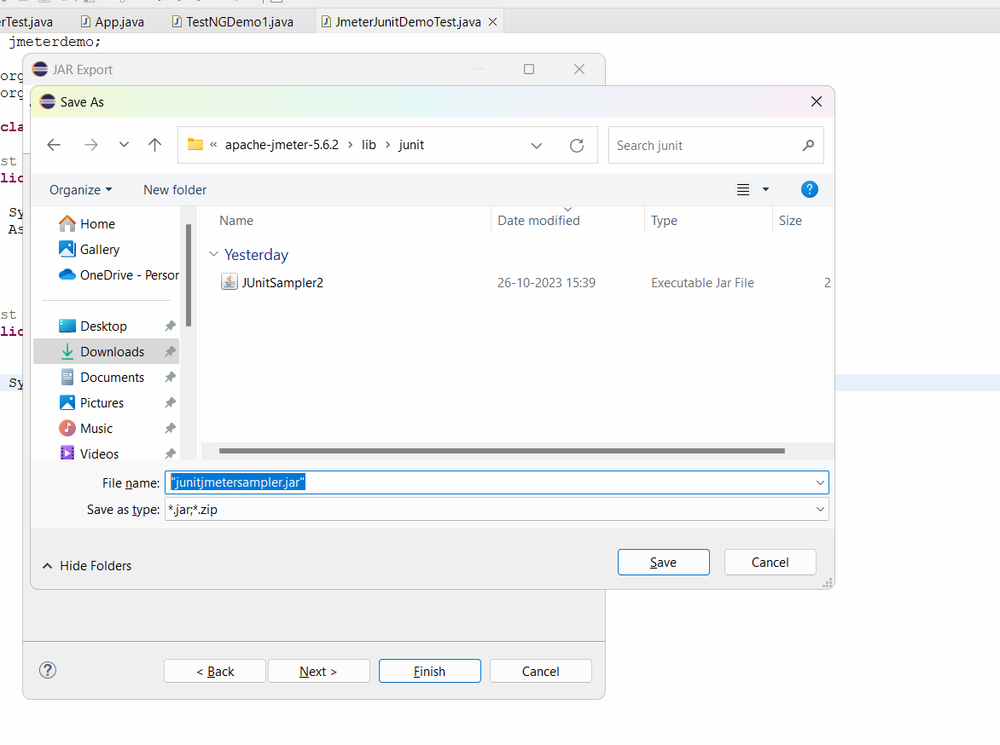 rTest.java App.java TestNGDemo1.java JmeterJunitDemoTest.java
jmeterdemo;
JAR Export
org
org
Save As
cla
« apache-jmeter-5.6.2 > lib > junit Search junit
st
lic
Organize New folder
Sy
As
Home
Gallery
OneDrive - Person
Name Date modified Type Size
Yesterday
JUnitSampler2 26-10-2023 15:39 Executable Jar File 2
st
lic
Desktop
Downloads
Documents
Sy
Pictures
Music
Videos
File name: "junitjmetersampler.jar"
Save as type: *.jar;*.zip
Hide Folders Save Cancel
? < Back Next > Finish Cancel